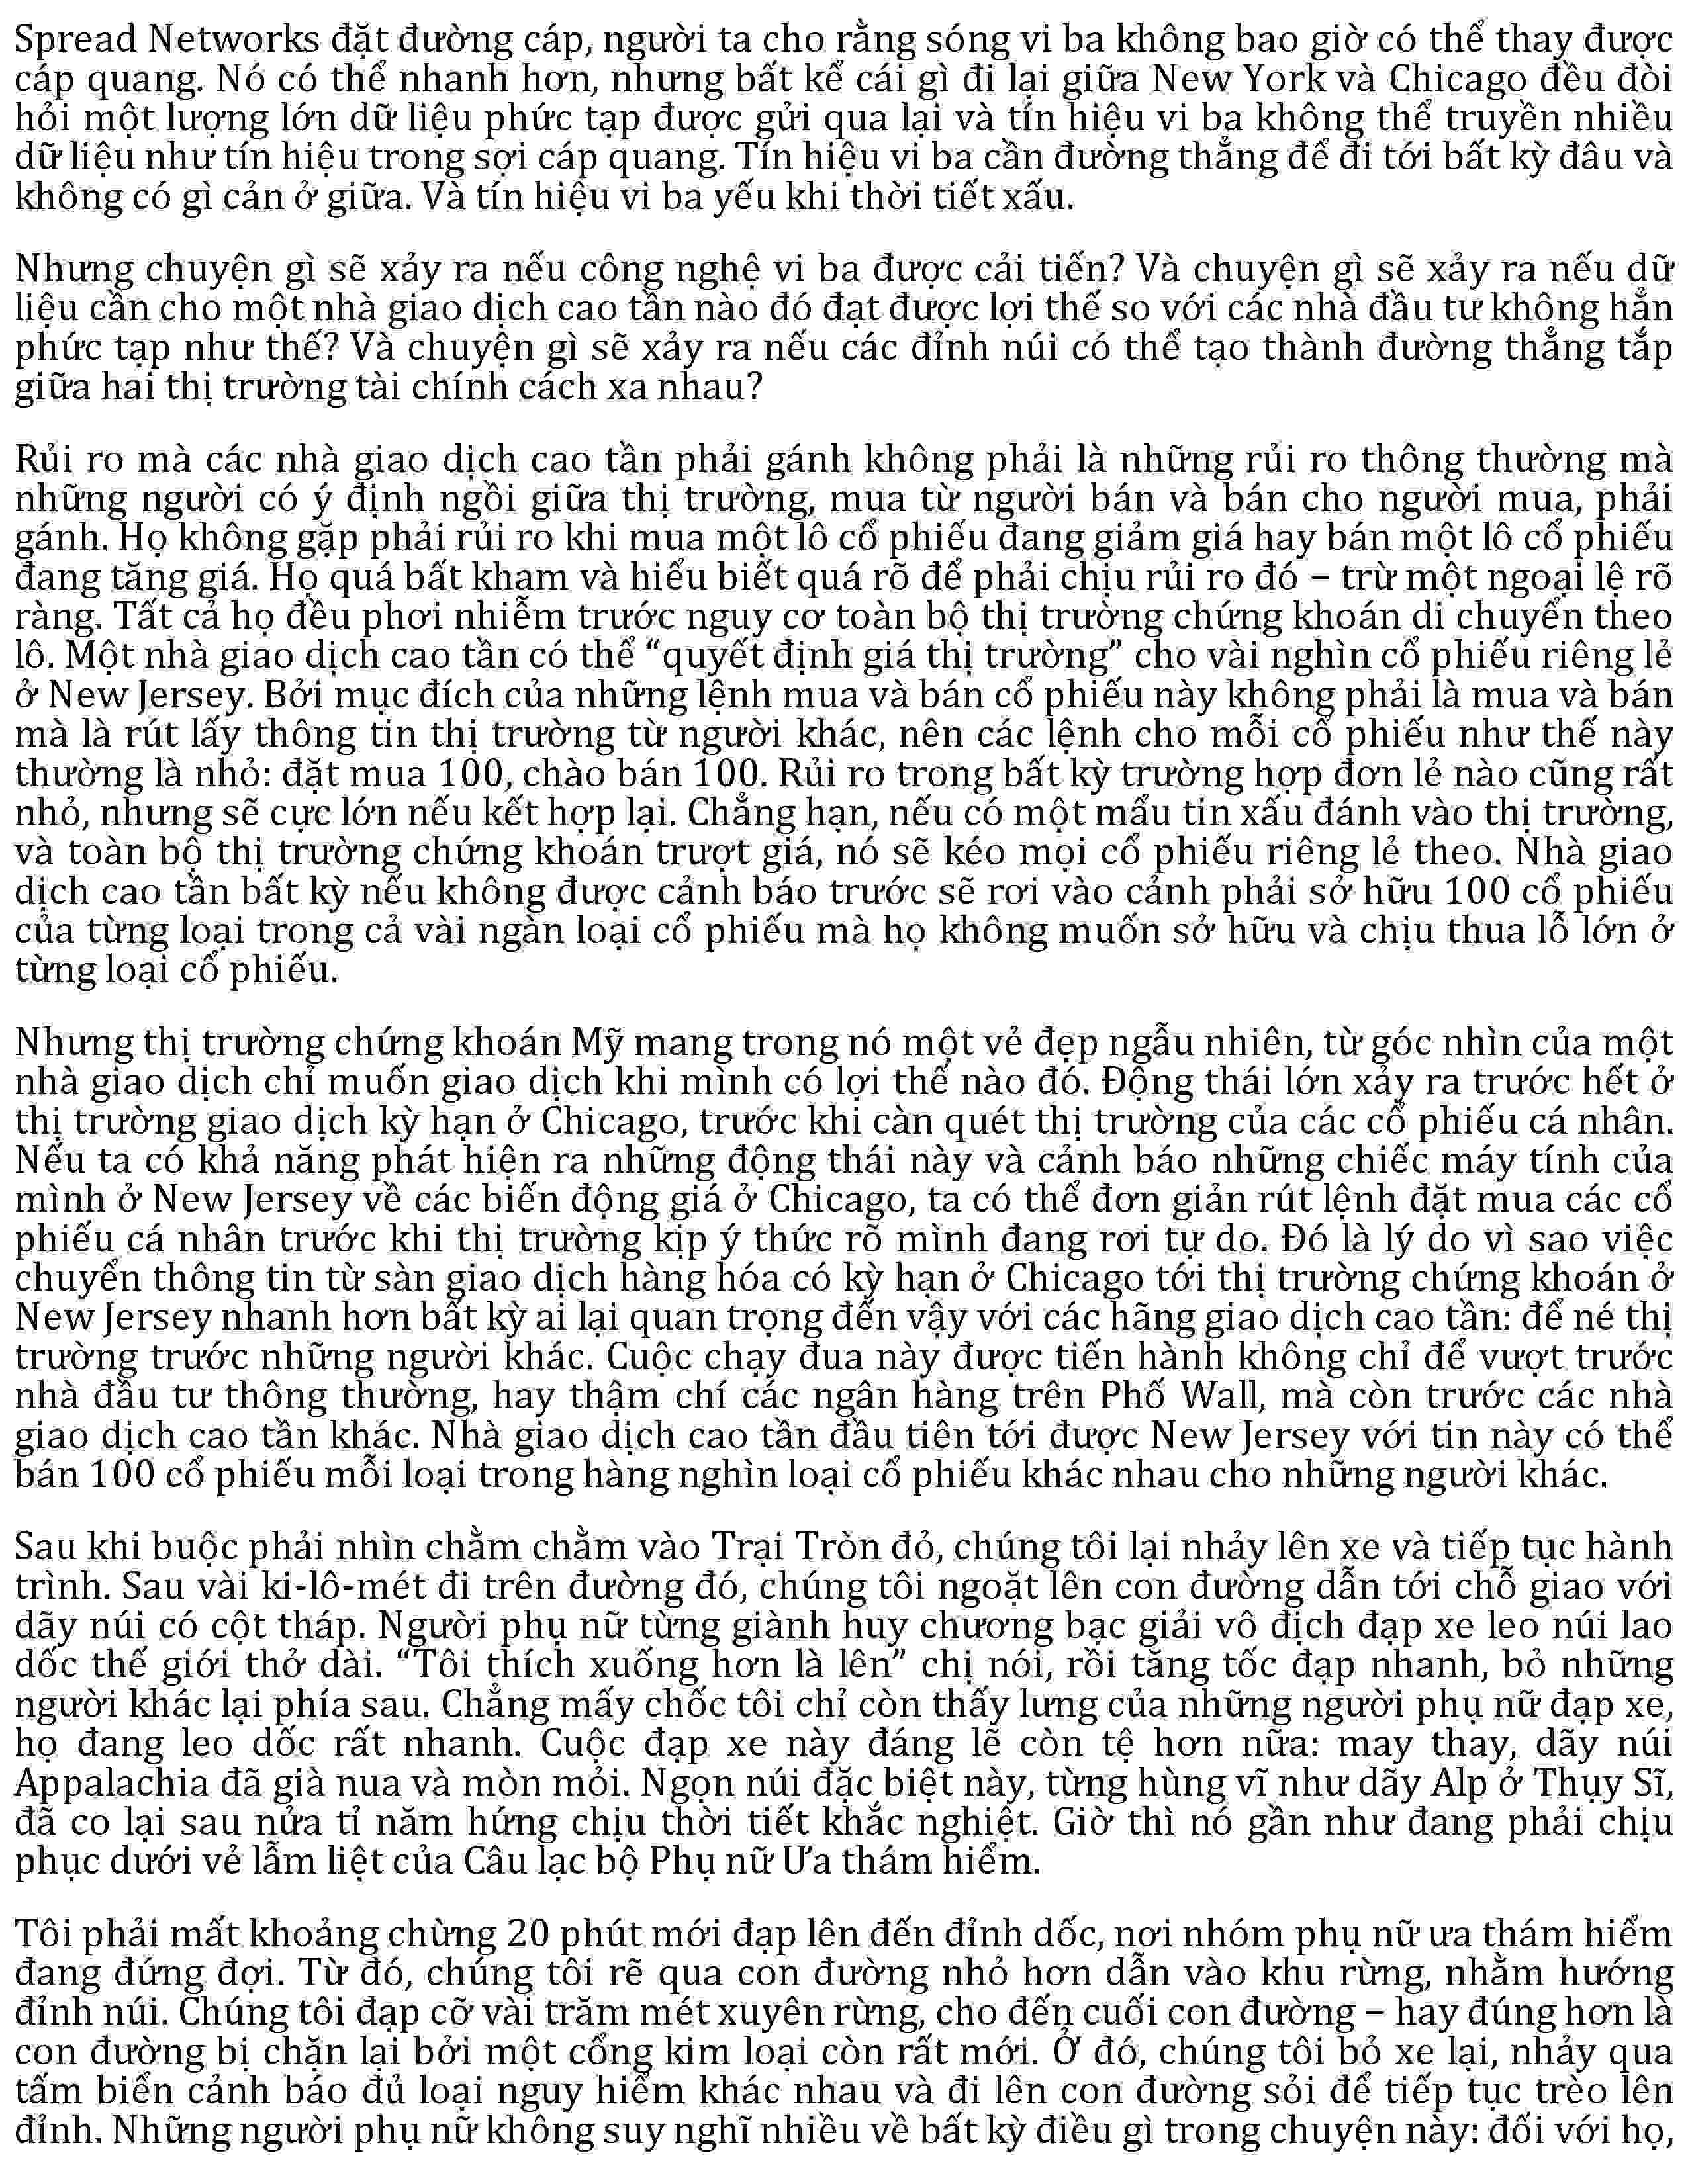 Spread Networks đặt đường cáp, người ta cho rằng sóng vi ba không bao giờ có thể thay được
cáp quang. Nó có thể nhanh hơn, nhưng bất kể cái gì đi lại giữa New York và Chicago đều đòi
hỏi một lượng lớn dữ liệu phức tạp được gửi qua lại và tín hiệu vi ba không thể truyền nhiều
dữ liệu như tín hiệu trong sợi cáp quang. Tín hiệu vi ba cần đường thẳng để đi tới bất kỳ đâu và
không có gì cản ở giữa. Và tín hiệu vi ba yếu khi thời tiết xấu.
Nhưng chuyện gì sẽ xảy ra nếu công nghệ vi ba được cải tiến? Và chuyện gì sẽ xảy ra nếu dữ
liệu cần cho một nhà giao dịch cao tần nào đó đạt được lợi thế so với các nhà đầu tư không hẳn
phức tạp như thế? Và chuyện gì sẽ xảy ra nếu các đỉnh núi có thể tạo thành đường thẳng tắp
giữa hai thị trường tài chính cách xa nhau?
Rủi ro mà các nhà giao dịch cao tần phải gánh không phải là những rủi ro thông thường mà
những người có ý định ngồi giữa thị trường, mua từ người bán và bán cho người mua, phải
gánh. Họ không gặp phải rủi ro khi mua một lô cổ phiếu đang giảm giá hay bán một lô cổ phiếu
đang tăng giá. Họ quá bất kham và hiểu biết quá rõ để phải chịu rủi ro đó – trừ một ngoại lệ rõ
ràng. Tất cả họ đều phơi nhiễm trước nguy cơ toàn bộ thị trường chứng khoán di chuyển theo
lô. Một nhà giao dịch cao tần có thể “quyết định giá thị trường” cho vài nghìn cổ phiếu riêng lẻ
ở New Jersey. Bởi mục đích của những lệnh mua và bán cổ phiếu này không phải là mua và bán
mà là rút lấy thông tin thị trường từ người khác, nên các lệnh cho mỗi cổ phiếu như thế này
thường là nhỏ: đặt mua 100, chào bán 100. Rủi ro trong bất kỳ trường hợp đơn lẻ nào cũng rất
nhỏ, nhưng sẽ cực lớn nếu kết hợp lại. Chẳng hạn, nếu có một mẩu tin xấu đánh vào thị trường,
và toàn bộ thị trường chứng khoán trượt giá, nó sẽ kéo mọi cổ phiếu riêng lẻ theo. Nhà giao
dịch cao tần bất kỳ nếu không được cảnh báo trước sẽ rơi vào cảnh phải sở hữu 100 cổ phiếu
của từng loại trong cả vài ngàn loại cổ phiếu mà họ không muốn sở hữu và chịu thua lỗ lớn ở
từng loại cổ phiếu.
Nhưng thị trường chứng khoán Mỹ mang trong nó một vẻ đẹp ngẫu nhiên, từ góc nhìn của một
nhà giao dịch chỉ muốn giao dịch khi mình có lợi thế nào đó. Động thái lớn xảy ra trước hết ở
thị trường giao dịch kỳ hạn ở Chicago, trước khi càn quét thị trường của các cổ phiếu cá nhân.
Nếu ta có khả năng phát hiện ra những động thái này và cảnh báo những chiếc máy tính của
mình ở New Jersey về các biến động giá ở Chicago, ta có thể đơn giản rút lệnh đặt mua các cổ
phiếu cá nhân trước khi thị trường kịp ý thức rõ mình đang rơi tự do. Đó là lý do vì sao việc
chuyển thông tin từ sàn giao dịch hàng hóa có kỳ hạn ở Chicago tới thị trường chứng khoán ở
New Jersey nhanh hơn bất kỳ ai lại quan trọng đến vậy với các hãng giao dịch cao tần: để né thị
trường trước những người khác. Cuộc chạy đua này được tiến hành không chỉ để vượt trước
nhà đầu tư thông thường, hay thậm chí các ngân hàng trên Phố Wall, mà còn trước các nhà
giao dịch cao tần khác. Nhà giao dịch cao tần đầu tiên tới được New Jersey với tin này có thể
bán 100 cổ phiếu mỗi loại trong hàng nghìn loại cổ phiếu khác nhau cho những người khác.
Sau khi buộc phải nhìn chằm chằm vào Trại Tròn đỏ, chúng tôi lại nhảy lên xe và tiếp tục hành
trình. Sau vài ki-lô-mét đi trên đường đó, chúng tôi ngoặt lên con đường dẫn tới chỗ giao với
dãy núi có cột tháp. Người phụ nữ từng giành huy chương bạc giải vô địch đạp xe leo núi lao
dốc thế giới thở dài. “Tôi thích xuống hơn là lên” chị nói, rồi tăng tốc đạp nhanh, bỏ những
người khác lại phía sau. Chẳng mấy chốc tôi chỉ còn thấy lưng của những người phụ nữ đạp xe,
họ đang leo dốc rất nhanh. Cuộc đạp xe này đáng lẽ còn tệ hơn nữa: may thay, dãy núi
Appalachia đã già nua và mòn mỏi. Ngọn núi đặc biệt này, từng hùng vĩ như dãy Alp ở Thụy Sĩ,
đã co lại sau nửa tỉ năm hứng chịu thời tiết khắc nghiệt. Giờ thì nó gần như đang phải chịu
phục dưới vẻ lẫm liệt của Câu lạc bộ Phụ nữ Ưa thám hiểm.
Tôi phải mất khoảng chừng 20 phút mới đạp lên đến đỉnh dốc, nơi nhóm phụ nữ ưa thám hiểm
đang đứng đợi. Từ đó, chúng tôi rẽ qua con đường nhỏ hơn dẫn vào khu rừng, nhằm hướng
đỉnh núi. Chúng tôi đạp cỡ vài trăm mét xuyên rừng, cho đến cuối con đường – hay đúng hơn là
con đường bị chặn lại bởi một cổng kim loại còn rất mới. Ở đó, chúng tôi bỏ xe lại, nhảy qua
tấm biển cảnh báo đủ loại nguy hiểm khác nhau và đi lên con đường sỏi để tiếp tục trèo lên
đỉnh. Những người phụ nữ không suy nghĩ nhiều về bất kỳ điều gì trong chuyện này: đối với họ,